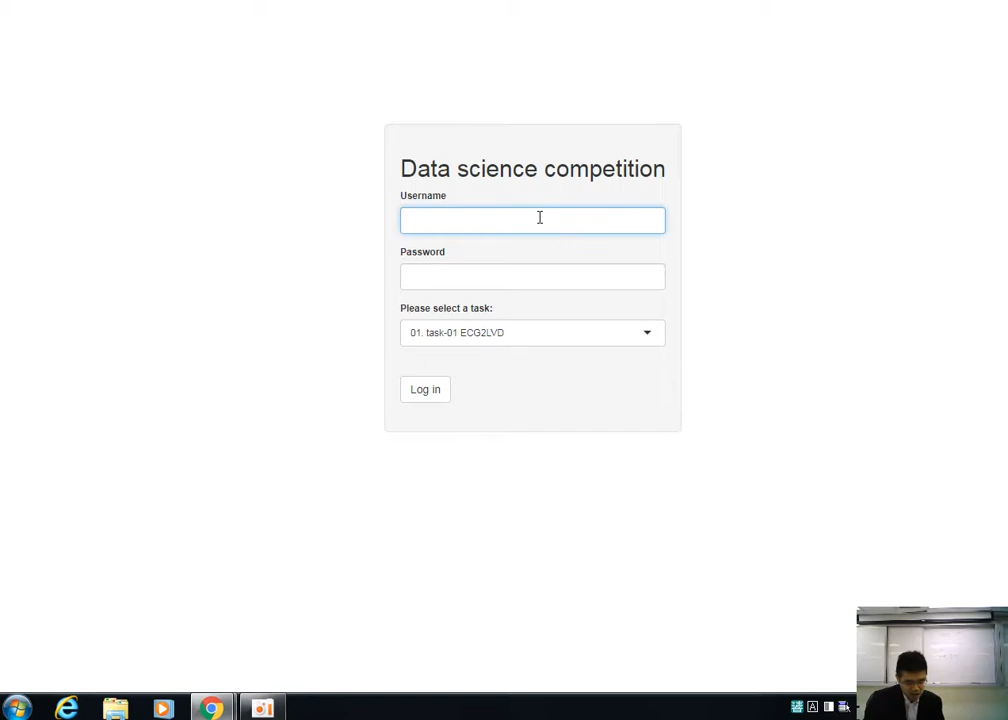 Data science competition
Username
Password
Please select a task:
01. task-01 ECG2LVD
Log in
A